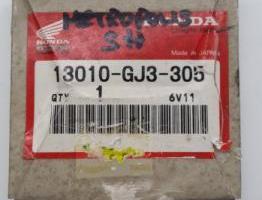 METROPOLIS
SH
HONDA
Made in JAPAN
13010-GJ3-305
QTY 1
6V11